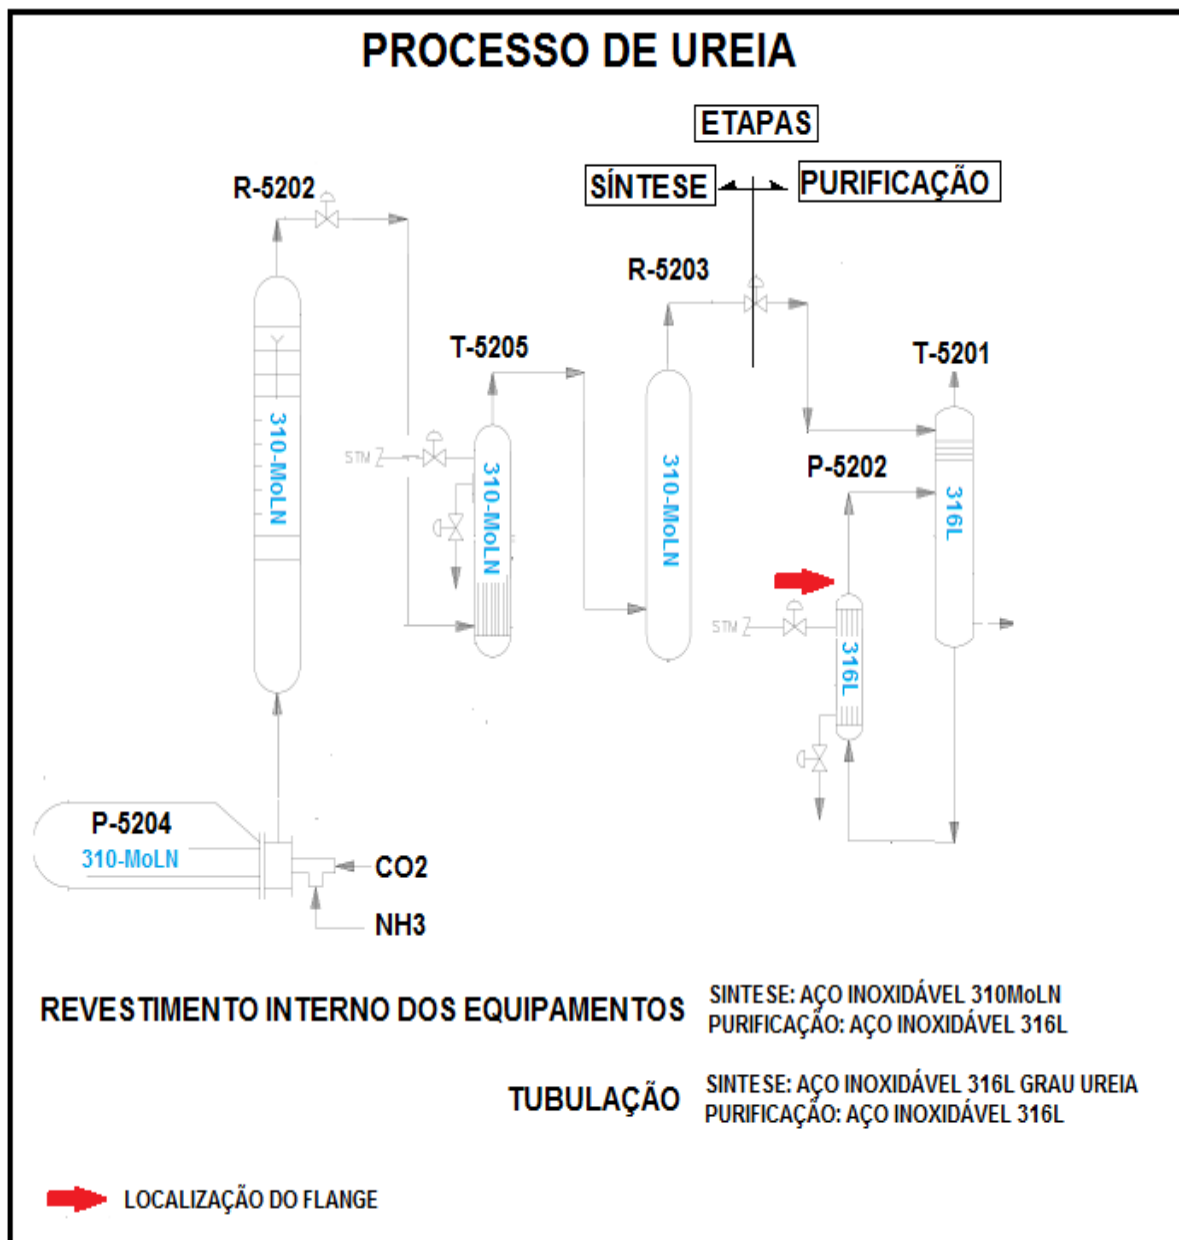 PROCESSO DE UREIA
ETAPAS
SÍNTESE
PURIFICAÇÃO
R-5202
R-5203
T-5205
T-5201
P-5202
310-MoLN
STM
310-MoLN
310-MoLN
316L
STM
316L
P-5204
310-MoLN
CO2
NH3
REVESTIMENTO INTERNO DOS EQUIPAMENTOS
SINTESE: AÇO INOXIDÁVEL 310MoLN
PURIFICAÇÃO: AÇO INOXIDÁVEL 316L
TUBULAÇÃO
SINTESE: AÇO INOXIDÁVEL 316L GRAU UREIA
PURIFICAÇÃO: AÇO INOXIDÁVEL 316L
LOCALIZAÇÃO DO FLANGE